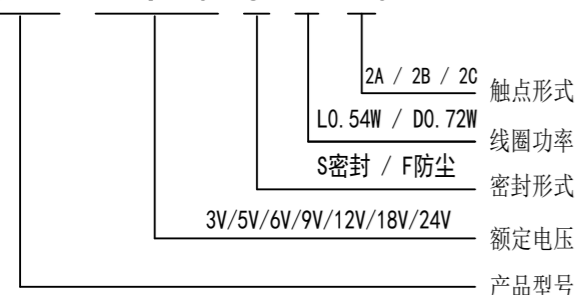 2A / 2B / 2C 触点形式
L0.54W / D0.72W 线圈功率
S密封 / F防尘 密封形式
3V/5V/6V/9V/12V/18V/24V 额定电压
产品型号